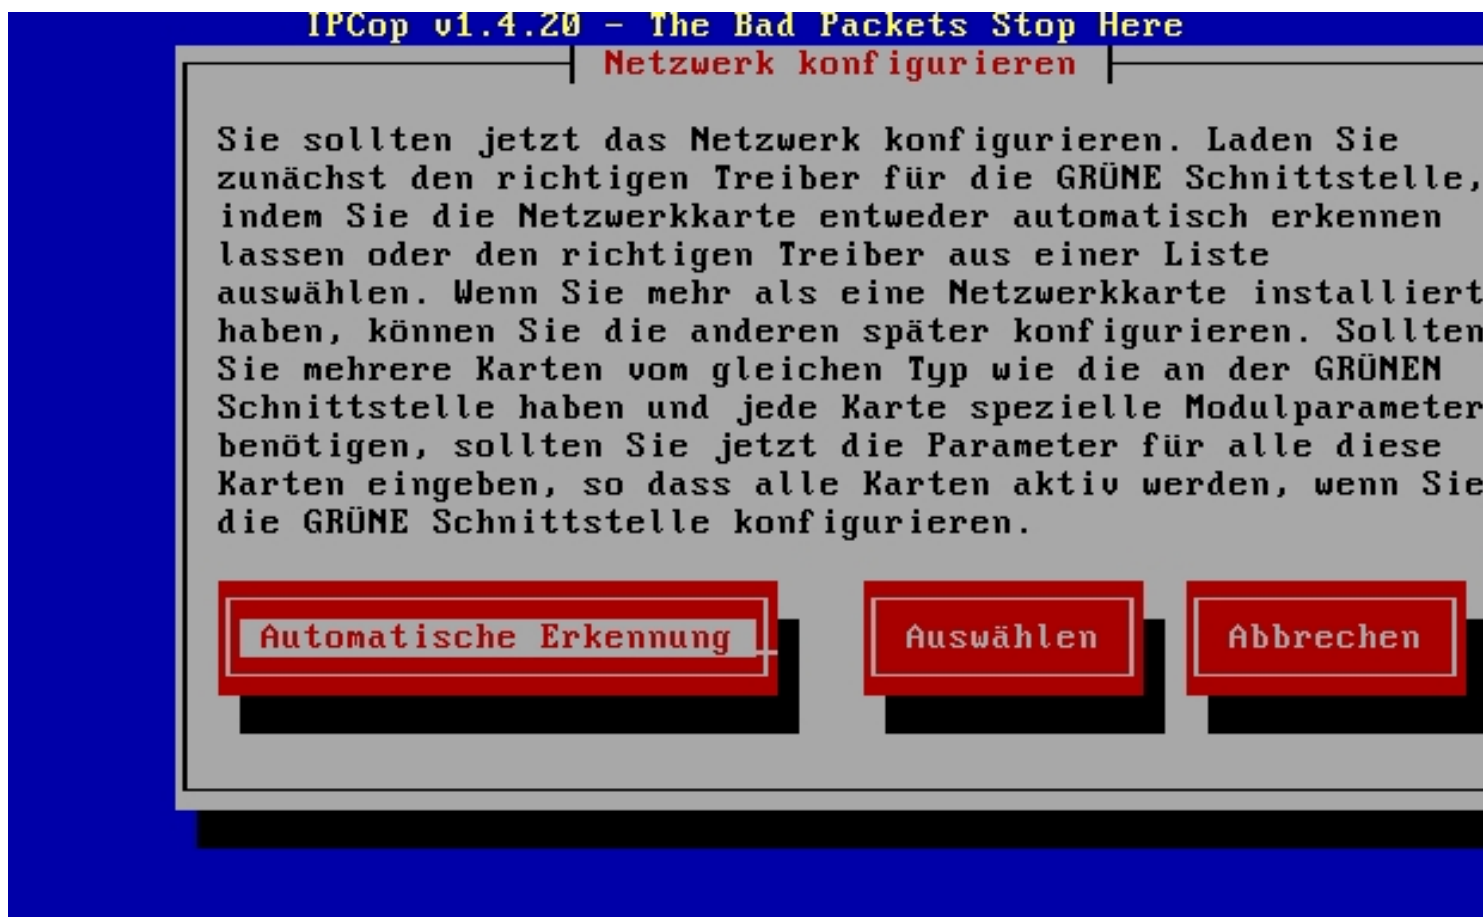 IPCop v1.4.20 - The Bad Packets Stop Here
Netzwerk konfigurieren
Sie sollten jetzt das Netzwerk konfigurieren. Laden Sie
zunächst den richtigen Treiber für die GRÜNE Schnittstelle,
indem Sie die Netzwerkkarte entweder automatisch erkennen
lassen oder den richtigen Treiber aus einer Liste
auswählen. Wenn Sie mehr als eine Netzwerkkarte installiert
haben, können Sie die anderen später konfigurieren. Sollten
Sie mehrere Karten vom gleichen Typ wie die an der GRÜNEN
Schnittstelle haben und jede Karte spezielle Modulparameter
benötigen, sollten Sie jetzt die Parameter für alle diese
Karten eingeben, so dass alle Karten aktiv werden, wenn Sie
die GRÜNE Schnittstelle konfigurieren.
Automatische Erkennung Auswählen Abbrechen